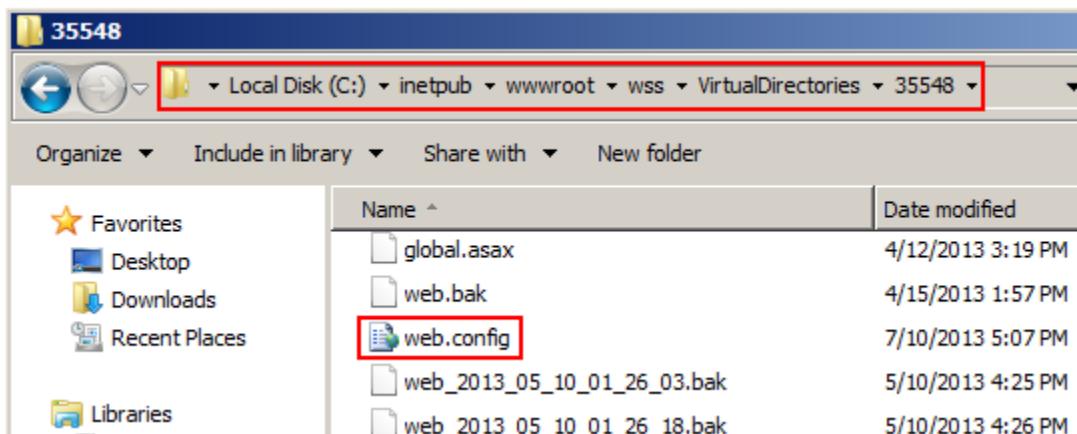 35548
Local Disk (C:) inetpub wwwroot wss VirtualDirectories 35548
Organize Include in library Share with New folder
Name Date modified
Favorites
Desktop
Downloads
Recent Places
Libraries
global.asax 4/12/2013 3:19 PM
web.bak 4/15/2013 1:57 PM
web.config 7/10/2013 5:07 PM
web_2013_05_10_01_26_03.bak 5/10/2013 4:25 PM
web_2013_05_10_01_26_18.bak 5/10/2013 4:26 PM